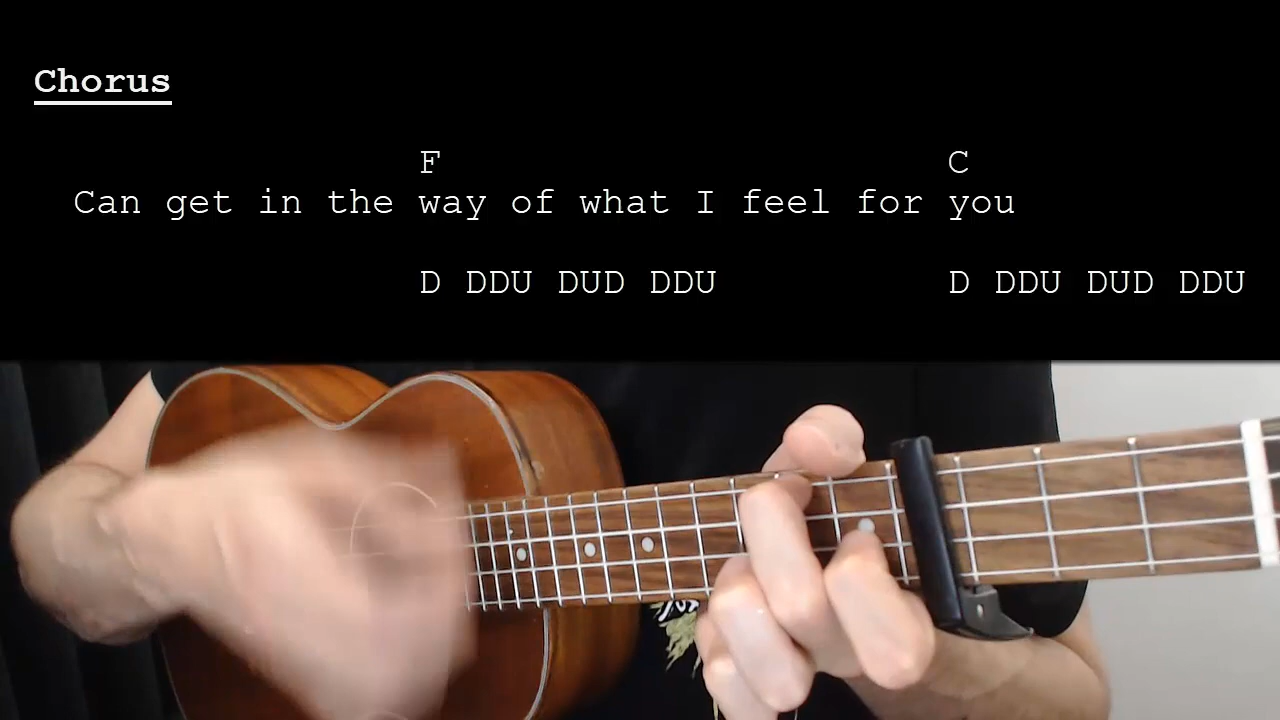 Chorus
F C
Can get in the way of what I feel for you
D DDU DUD DDU D DDU DUD DDU